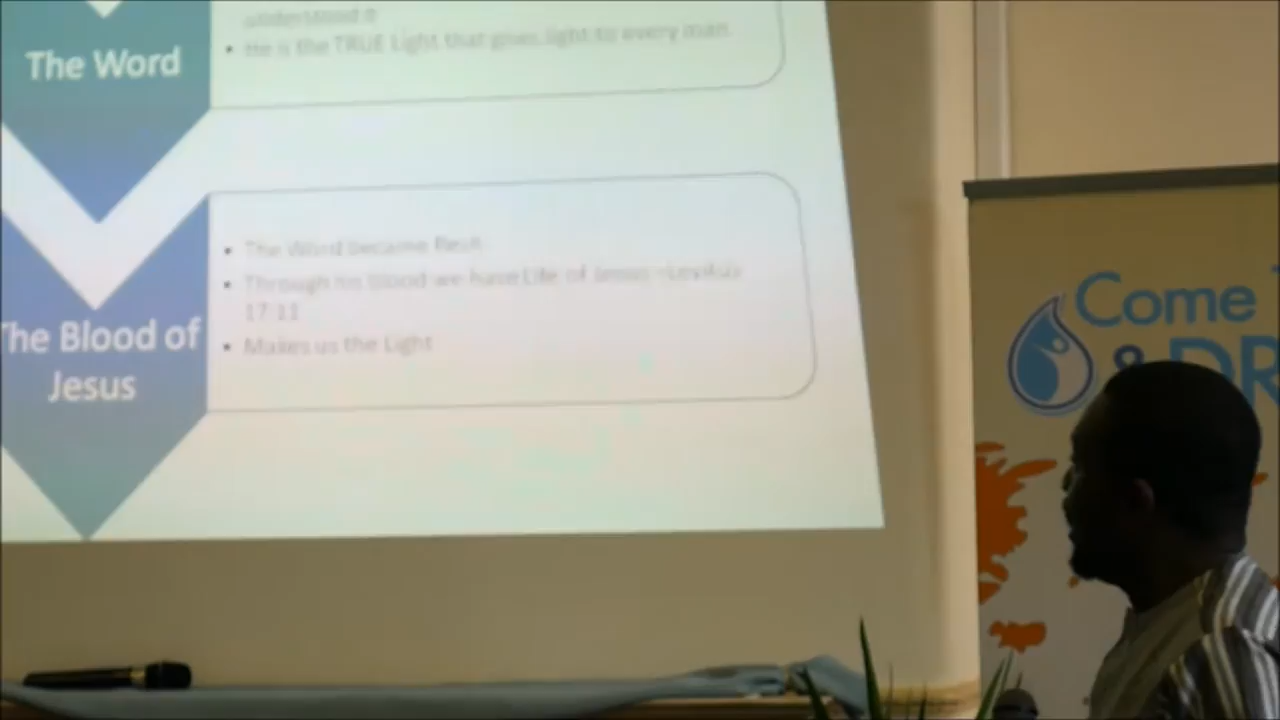 understood it
The Word
• He is the TRUE Light that gives light to every man.
• The Word became flesh
• Through his Blood we have Life of Jesus -Leviticus
17:11
• Makes us the Light
The Blood of
Jesus
Come
& DR